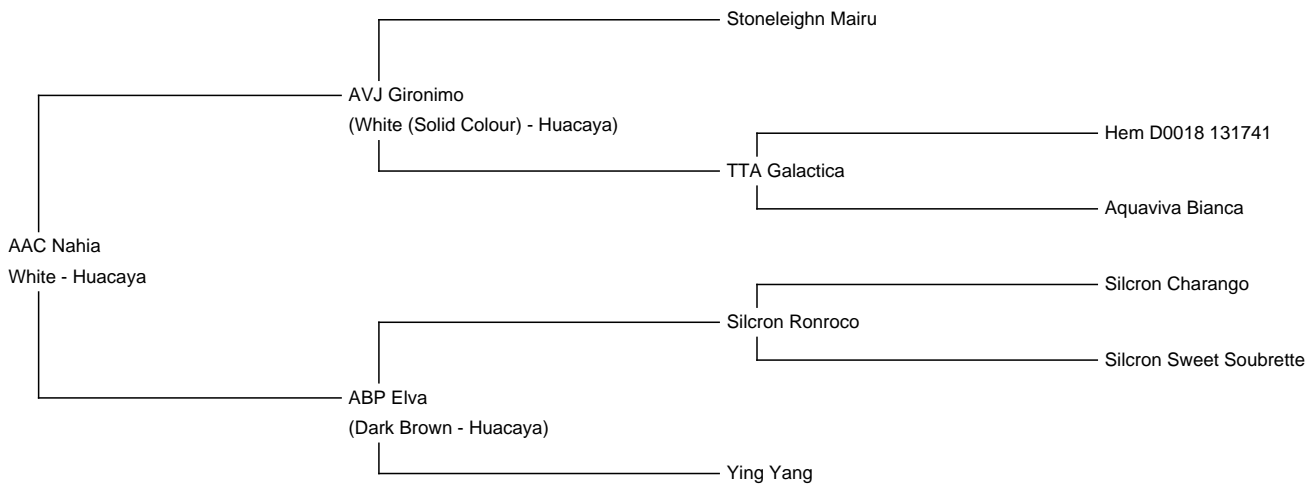 Stoneleighn Mairu
AVJ Gironimo
(White (Solid Colour) - Huacaya)
Hem D0018 131741
TTA Galactica
Aquaviva Bianca
AAC Nahia
White - Huacaya
Silcron Charango
Silcron Ronroco
Silcron Sweet Soubrette
ABP Elva
(Dark Brown - Huacaya)
Ying Yang